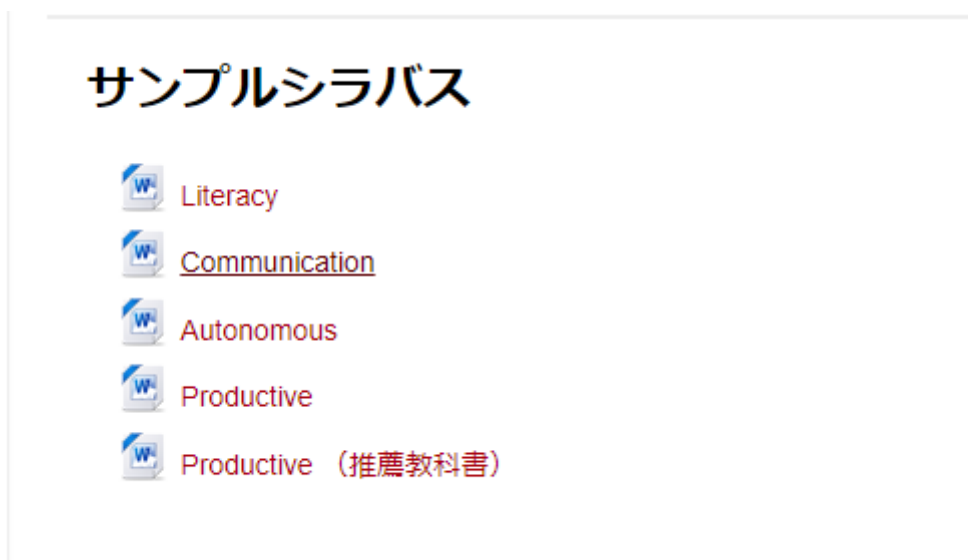 サンプルシラバス
Literacy
Communication
Autonomous
Productive
Productive （推薦教科書）